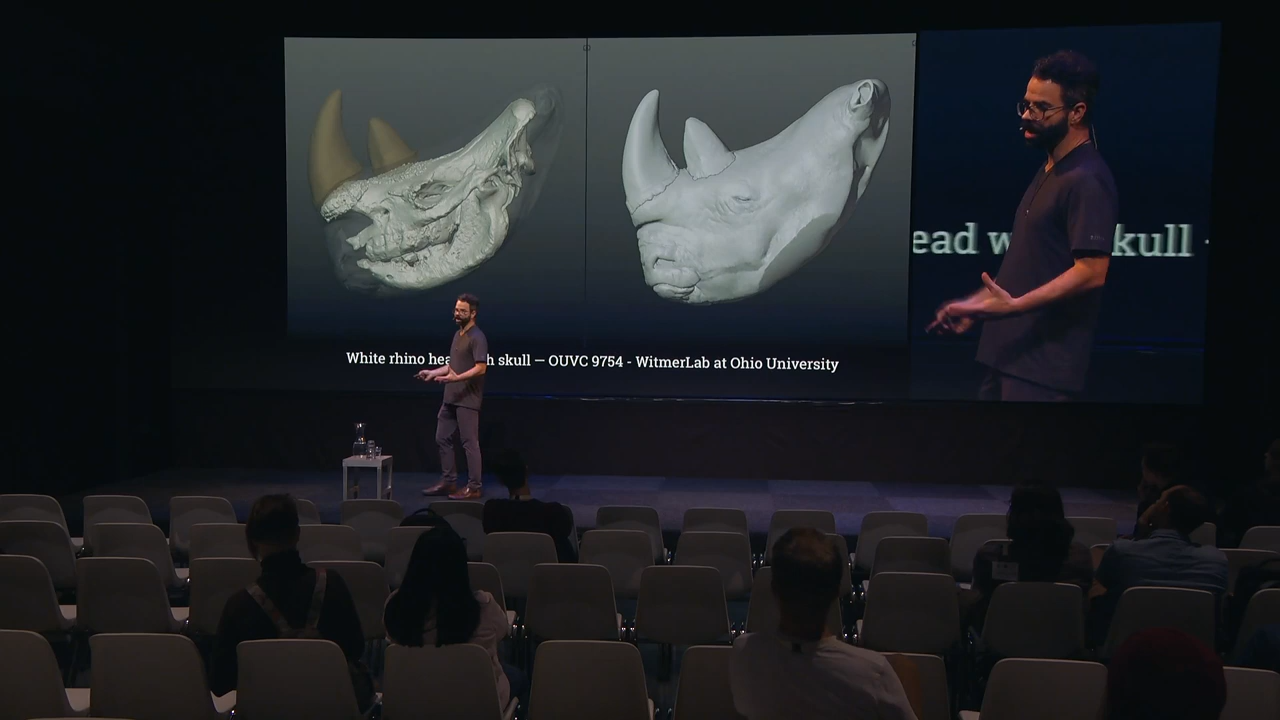 White rhino hea h skull — OUVC 9754 - WitmerLab at Ohio University
ead w kull